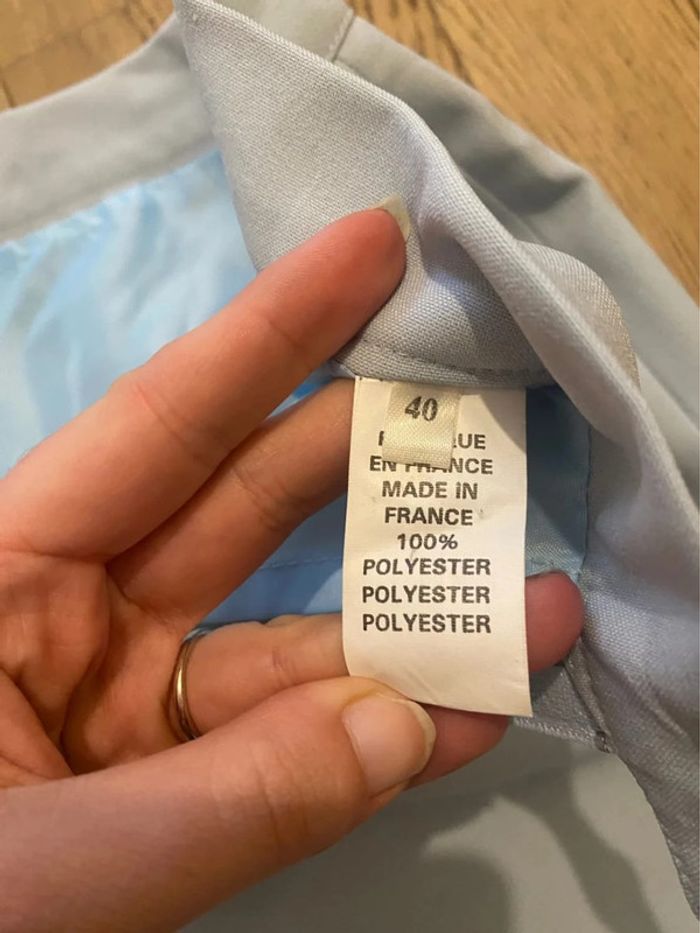 40
EN FRANCE
MADE IN
FRANCE
100%
POLYESTER
POLYESTER
POLYESTER